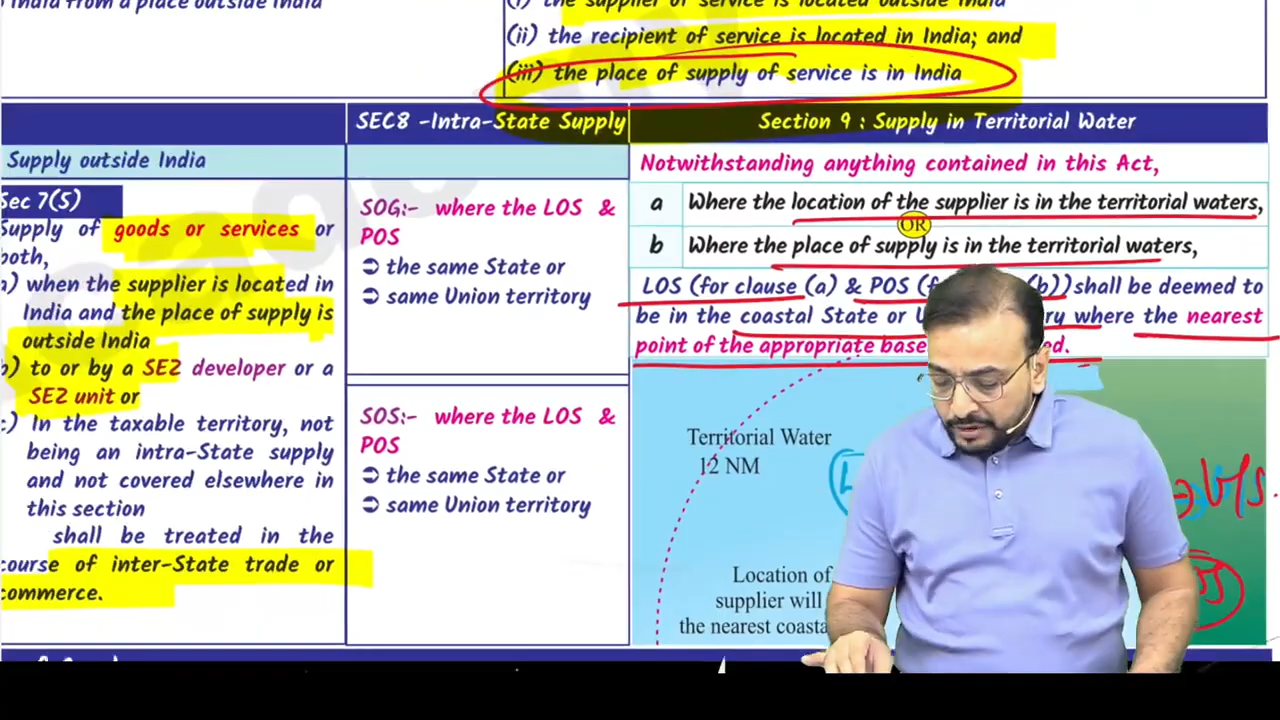 India from a place outside India
(i) the supplier of service is located outside India
(ii) the recipient of service is located in India; and
(iii) the place of supply of service is in India
SEC8 -Intra-State Supply
Section 9 : Supply in Territorial Water
Supply outside India
Sec 7(5)
Supply of goods or services or
both,
a) when the supplier is located in
India and the place of supply is
outside India
b) to or by a SEZ developer or a
SEZ unit or
c) In the taxable territory, not
being an intra-State supply
and not covered elsewhere in
this section
shall be treated in the
course of inter-State trade or
commerce.
SOG:- where the LOS &
POS
➲ the same State or
➲ same Union territory
SOS:- where the LOS &
POS
➲ the same State or
➲ same Union territory
Notwithstanding anything contained in this Act,
a Where the location of the supplier is in the territorial waters,
OR
b Where the place of supply is in the territorial waters,
LOS (for clause (a) & POS (b)) shall be deemed to
be in the coastal State or where the nearest
point of the appropriate
Territorial Water
12 NM
Location of
supplier will
the nearest